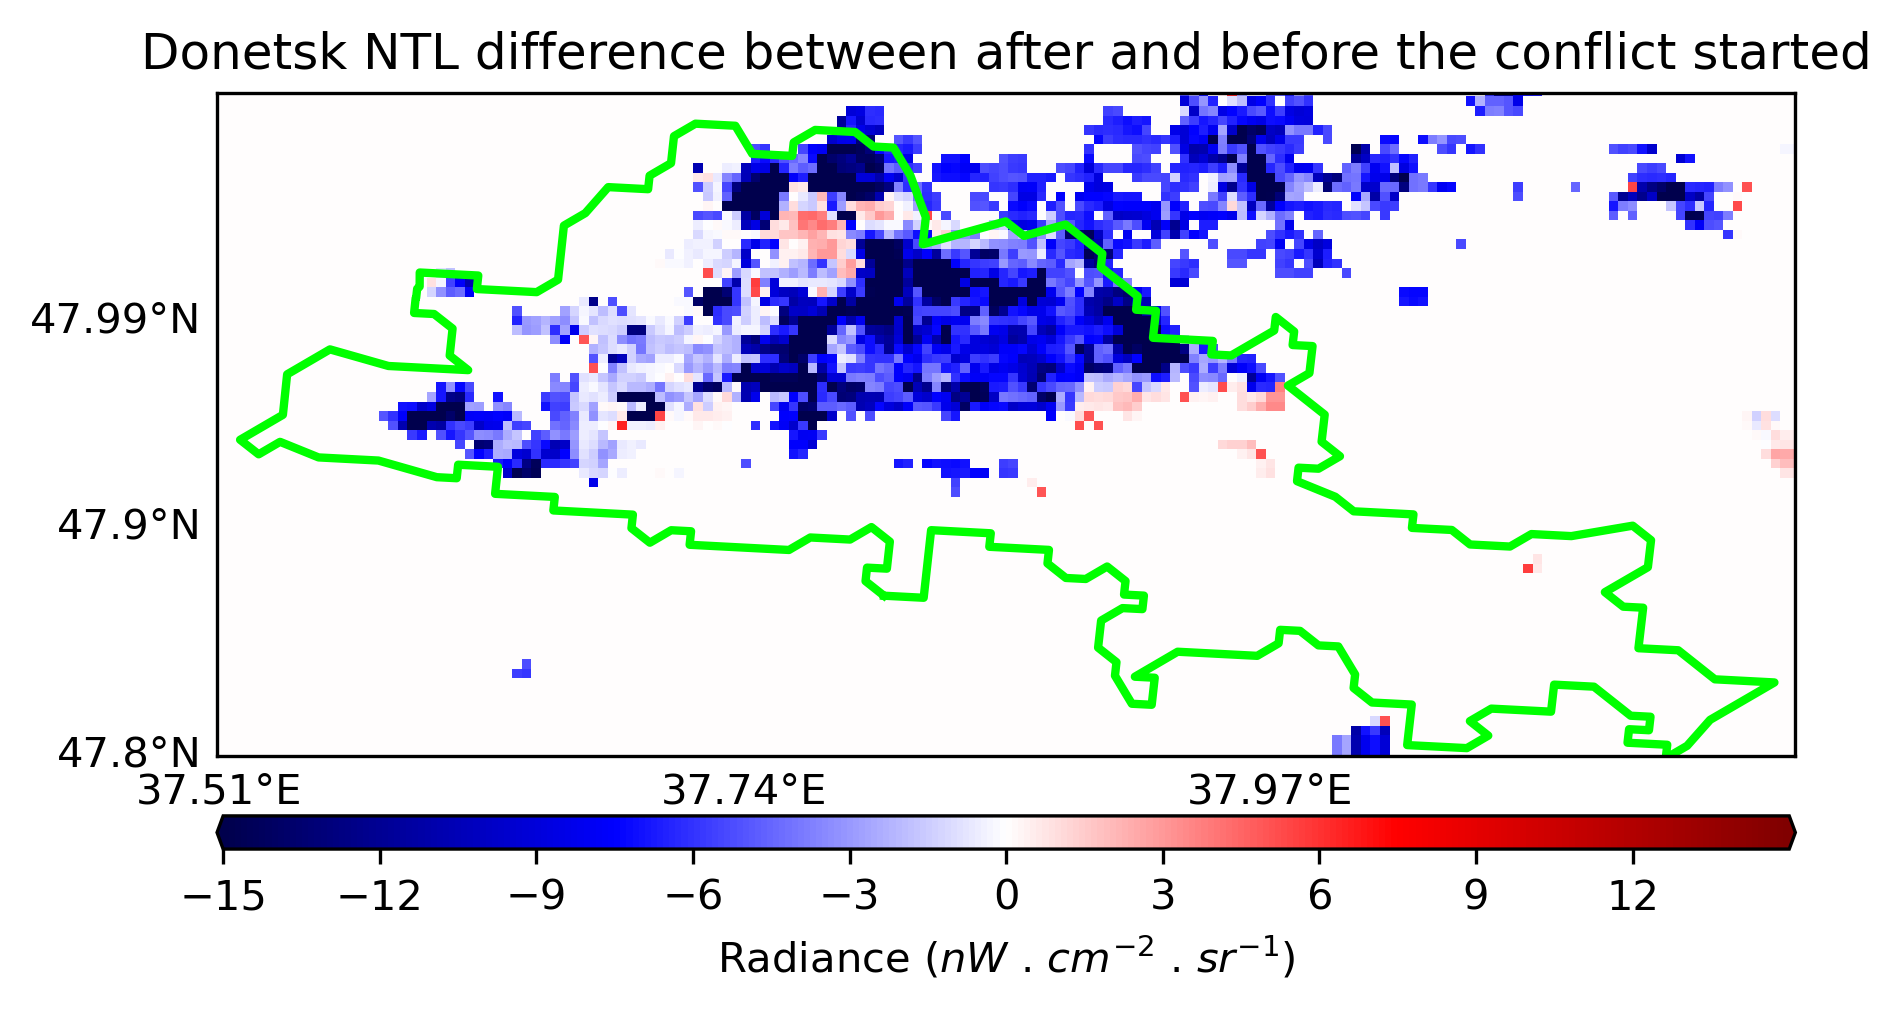 Donetsk NTL difference between after and before the conflict started
47.99°N
47.9°N
47.8°N
37.51°E 37.74°E 37.97°E
−15 −12 −9 −6 −3 0 3 6 9 12
Radiance (nW . cm⁻² . sr⁻¹)